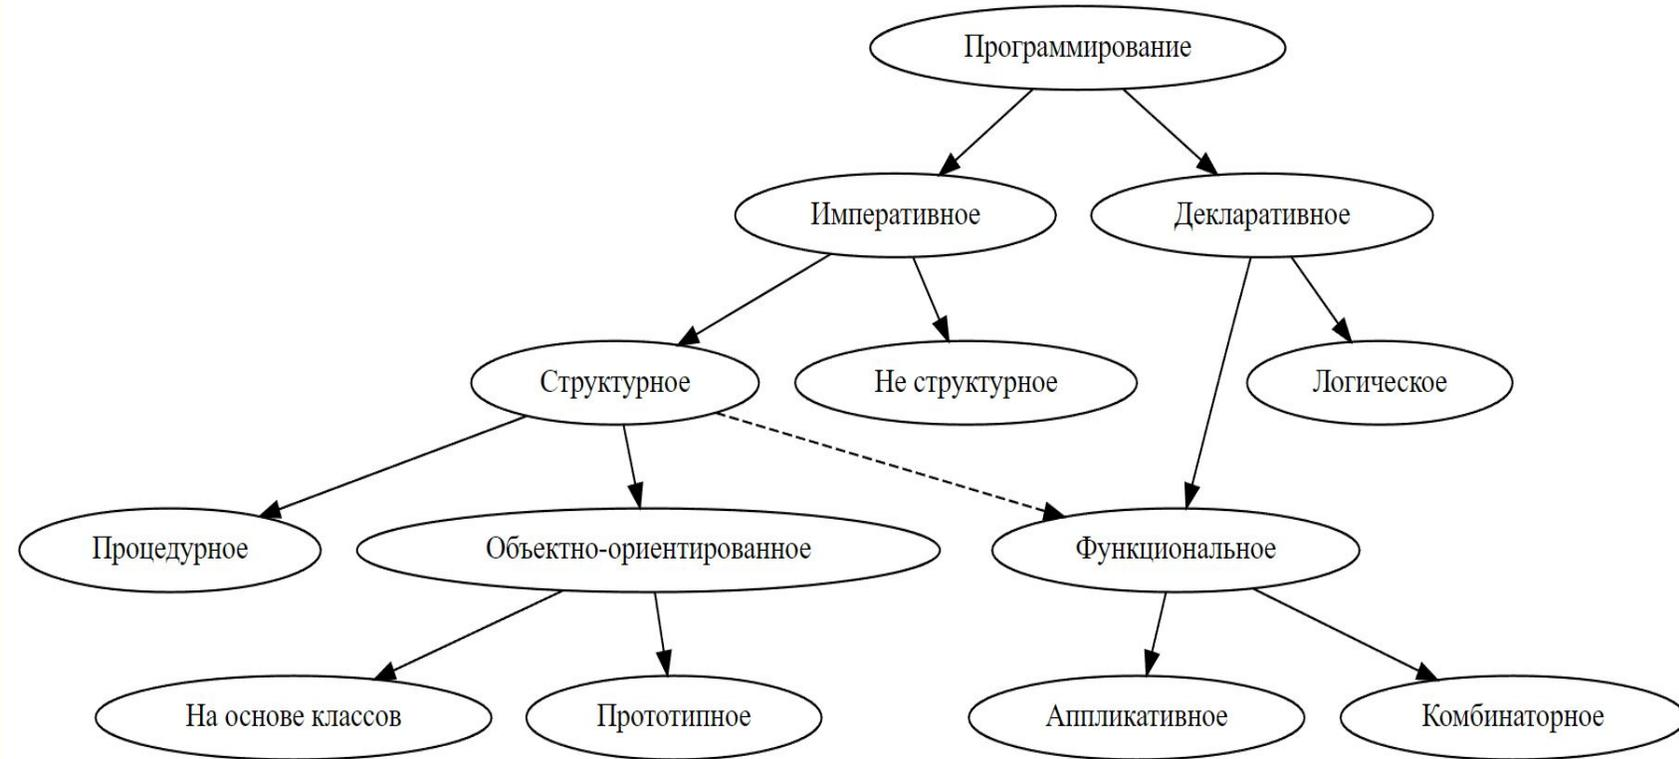 Программирование
Императивное
Декларативное
Структурное
Не структурное
Логическое
Процедурное
Объектно-ориентированное
Функциональное
На основе классов
Прототипное
Аппликативное
Комбинаторное